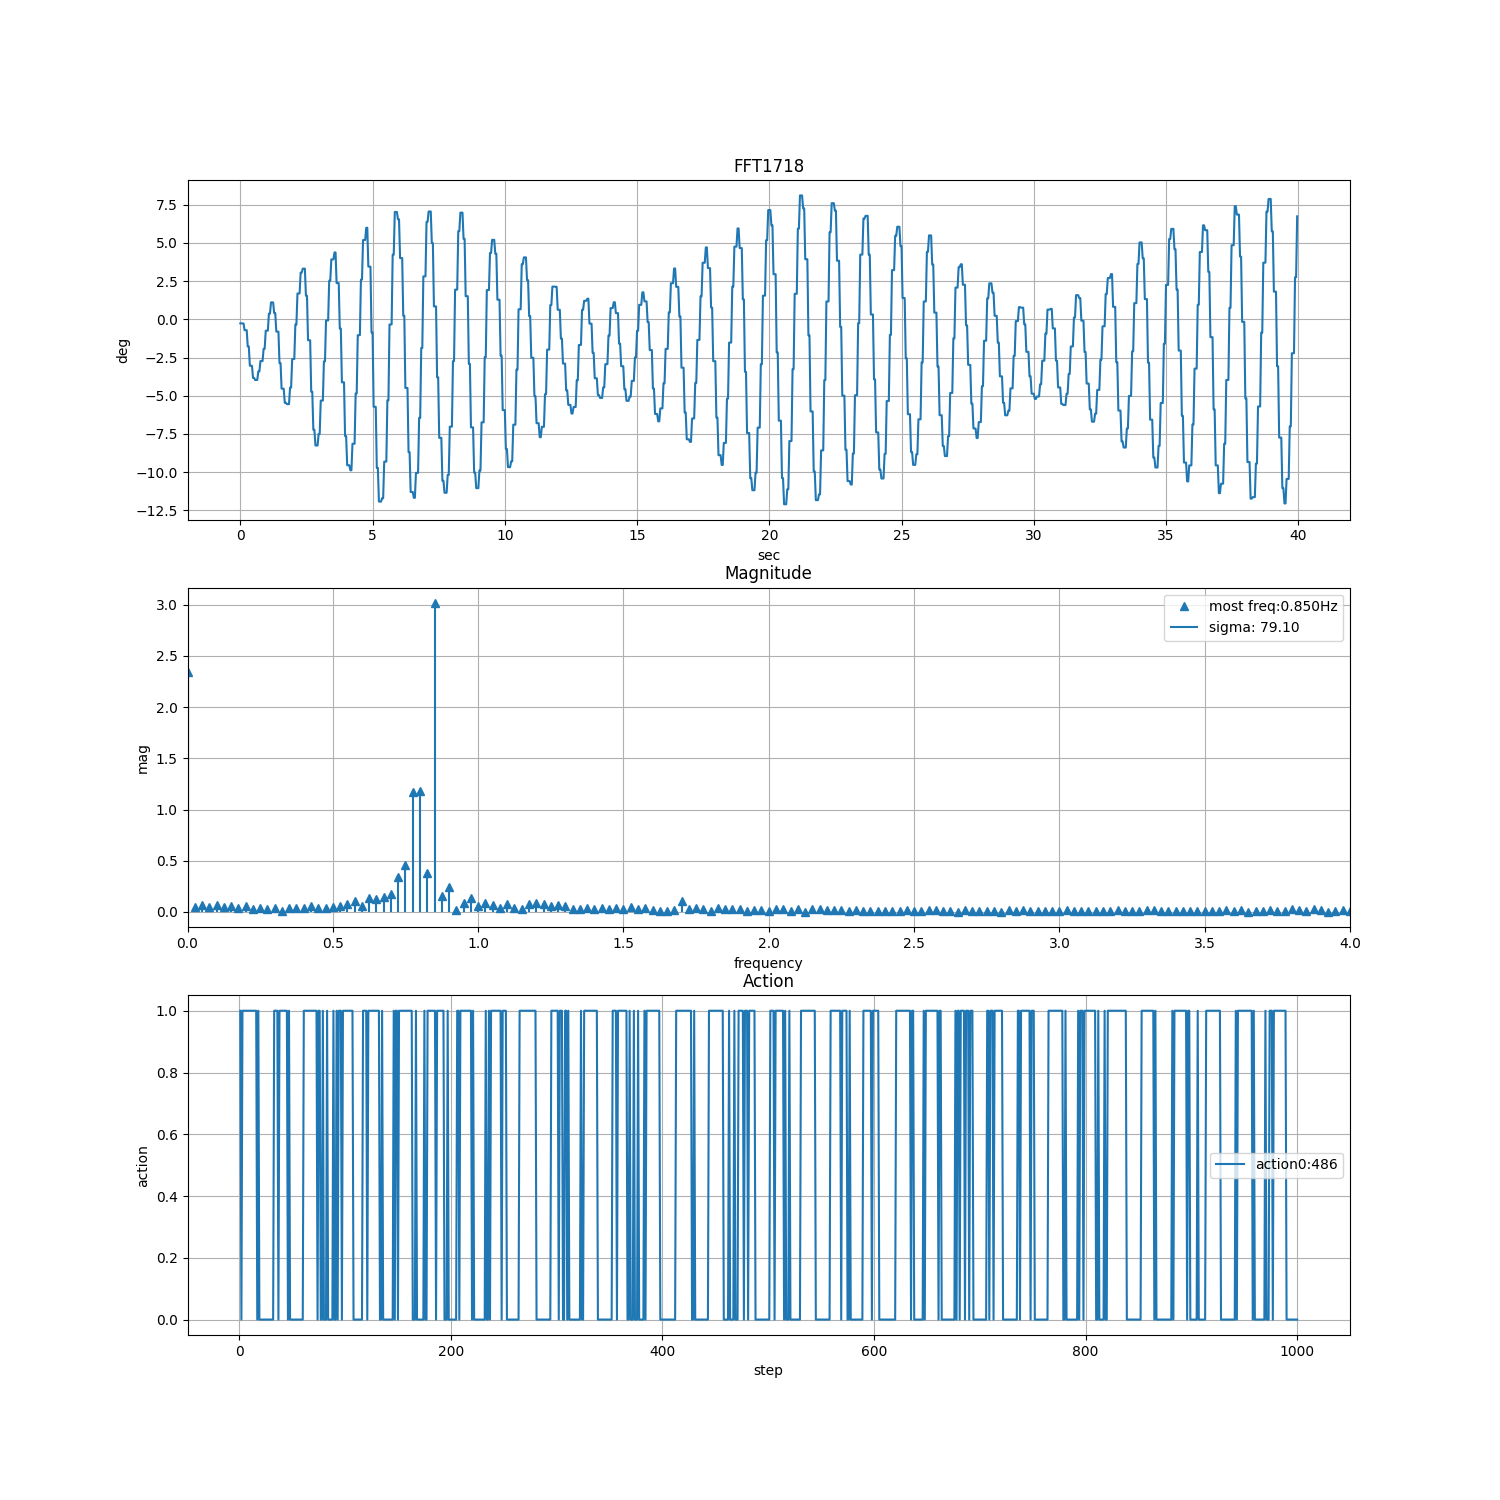 FFT1718
7.5
5.0
2.5
0.0
−2.5
−5.0
−7.5
−10.0
−12.5
deg
0 5 10 15 20 25 30 35 40
sec
Magnitude
3.0
2.5
2.0
1.5
1.0
0.5
0.0
mag
most freq:0.850Hz
sigma: 79.10
0.0 0.5 1.0 1.5 2.0 2.5 3.0 3.5 4.0
frequency
Action
1.0
0.8
0.6
0.4
0.2
0.0
action
action0:486
0 200 400 600 800 1000
step